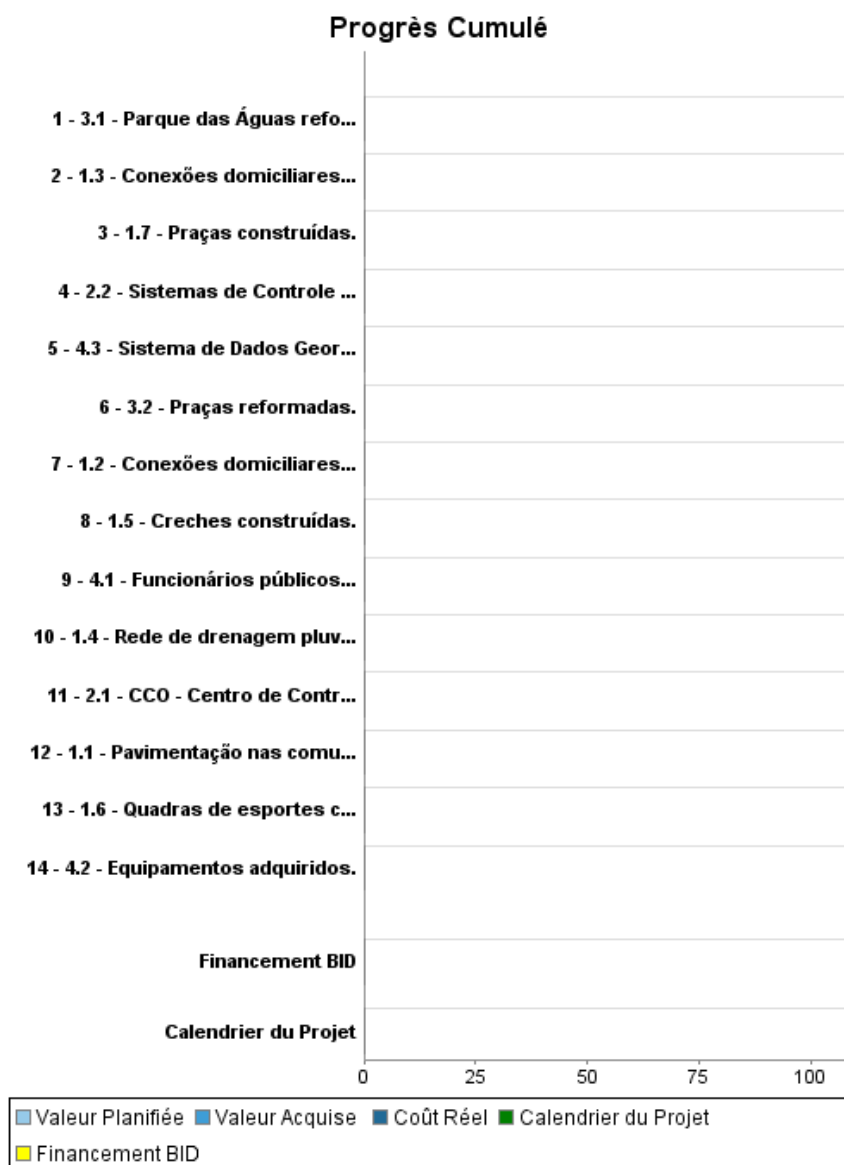 Progrès Cumulé
1 - 3.1 - Parque das Águas refo...
2 - 1.3 - Conexões domiciliares...
3 - 1.7 - Praças construídas.
4 - 2.2 - Sistemas de Controle ...
5 - 4.3 - Sistema de Dados Geor...
6 - 3.2 - Praças reformadas.
7 - 1.2 - Conexões domiciliares...
8 - 1.5 - Creches construídas.
9 - 4.1 - Funcionários públicos...
10 - 1.4 - Rede de drenagem pluv...
11 - 2.1 - CCO - Centro de Contr...
12 - 1.1 - Pavimentação nas comu...
13 - 1.6 - Quadras de esportes c...
14 - 4.2 - Equipamentos adquiridos.
Financement BID
Calendrier du Projet
0 25 50 75 100
Valeur Planifiée Valeur Acquise Coût Réel Calendrier du Projet
Financement BID